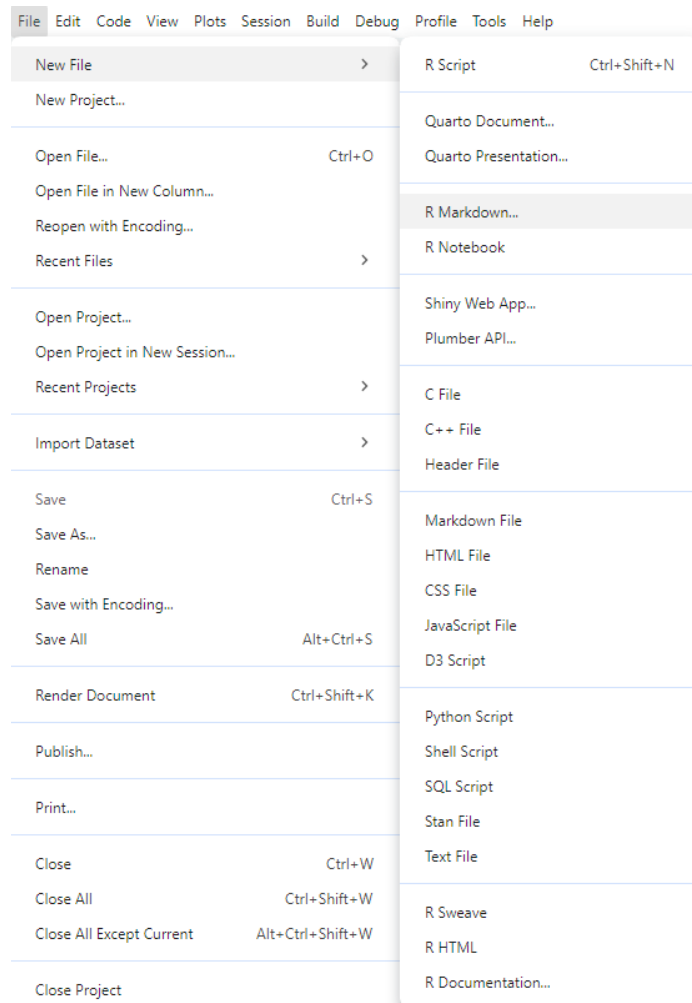 File Edit Code View Plots Session Build Debug Profile Tools Help
New File >
New Project...
Open File... Ctrl+O
Open File in New Column...
Reopen with Encoding...
Recent Files >
Open Project...
Open Project in New Session...
Recent Projects >
Import Dataset >
Save Ctrl+S
Save As...
Rename
Save with Encoding...
Save All Alt+Ctrl+S
Render Document Ctrl+Shift+K
Publish...
Print...
Close Ctrl+W
Close All Ctrl+Shift+W
Close All Except Current Alt+Ctrl+Shift+W
Close Project
R Script Ctrl+Shift+N
Quarto Document...
Quarto Presentation...
R Markdown...
R Notebook
Shiny Web App...
Plumber API...
C File
C++ File
Header File
Markdown File
HTML File
CSS File
JavaScript File
D3 Script
Python Script
Shell Script
SQL Script
Stan File
Text File
R Sweave
R HTML
R Documentation...